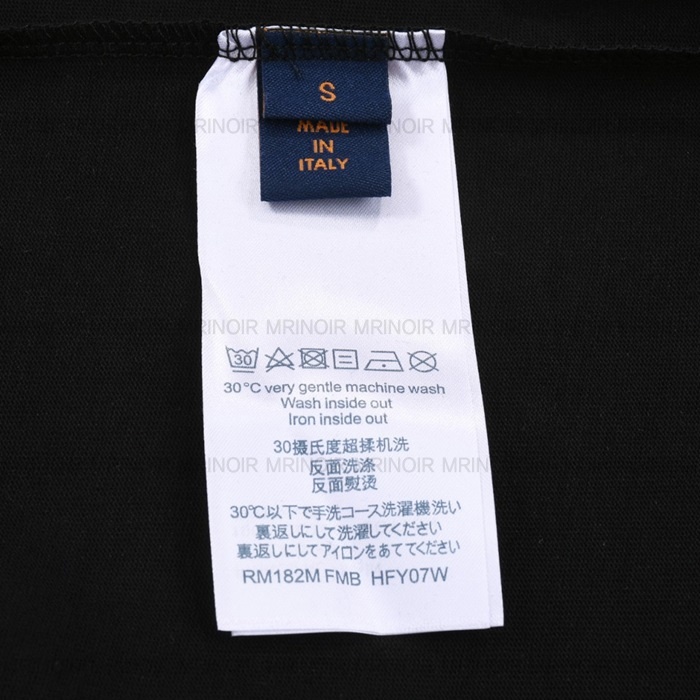 S
MADE
IN
ITALY
MRINOIR MRINOIR MRINOIR MRINOIR
MRINOIR MRINOIR MRINOIR
30
30°C very gentle machine wash
Wash inside out
Iron inside out
30摄氏度超揉机洗
反面洗涤
反面熨烫
MRINOIR MRINOIR
30℃以下で手洗コース洗濯機洗い
裏返しにして洗濯してください
裏返しにしてアイロンをあててください
RM182M FMB HFY07W